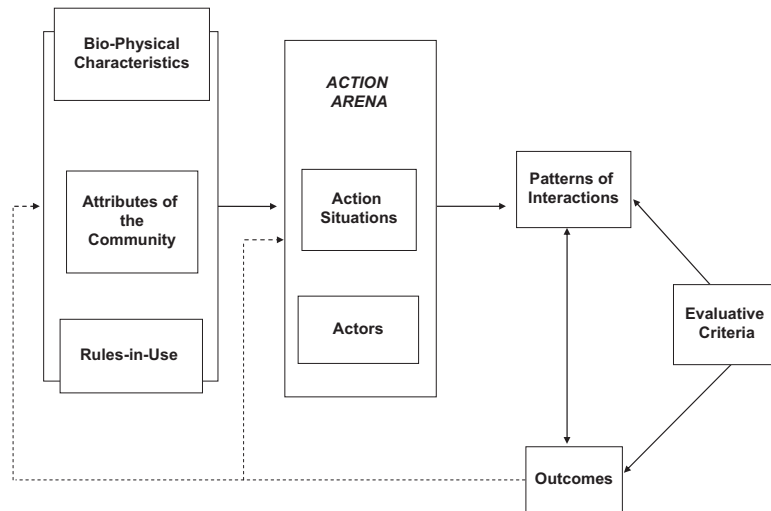 Bio-Physical
Characteristics
Attributes of
the
Community
Rules-in-Use
ACTION
ARENA
Action
Situations
Actors
Patterns of
Interactions
Evaluative
Criteria
Outcomes